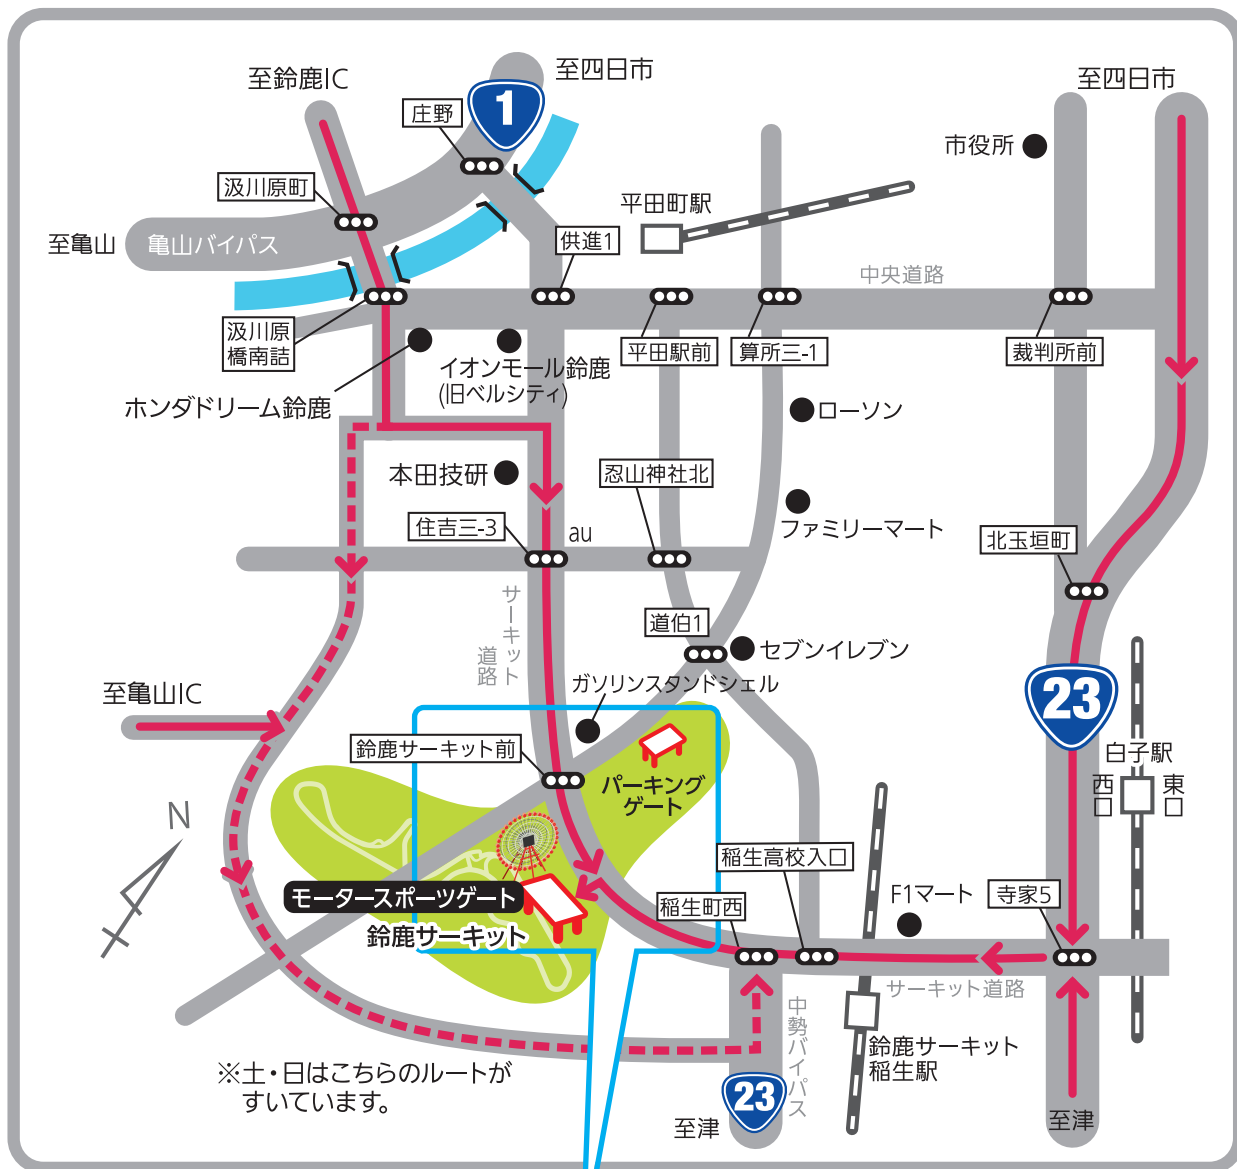 至鈴鹿IC
至四日市
至四日市
1
庄野
市役所
汲川原町
平田町駅
至亀山
亀山バイパス
供進1
中央道路
汲川原
橋南詰
平田駅前
算所三-1
裁判所前
イオンモール鈴鹿
(旧ベルシティ)
ホンダドリーム鈴鹿
ローソン
本田技研
忍山神社北
住吉三-3
au
ファミリーマート
北玉垣町
サーキット
道路
道伯1
セブンイレブン
至亀山IC
ガソリンスタンドシェル
23
鈴鹿サーキット前
白子駅
西口
東口
パーキング
ゲート
N
稲生高校入口
モータースポーツゲート
稲生町西
F1マート
寺家5
鈴鹿サーキット
サーキット道路
中勢バイパス
鈴鹿サーキット
稲生駅
※土・日はこちらのルートが
すいています。
23
至津
至津